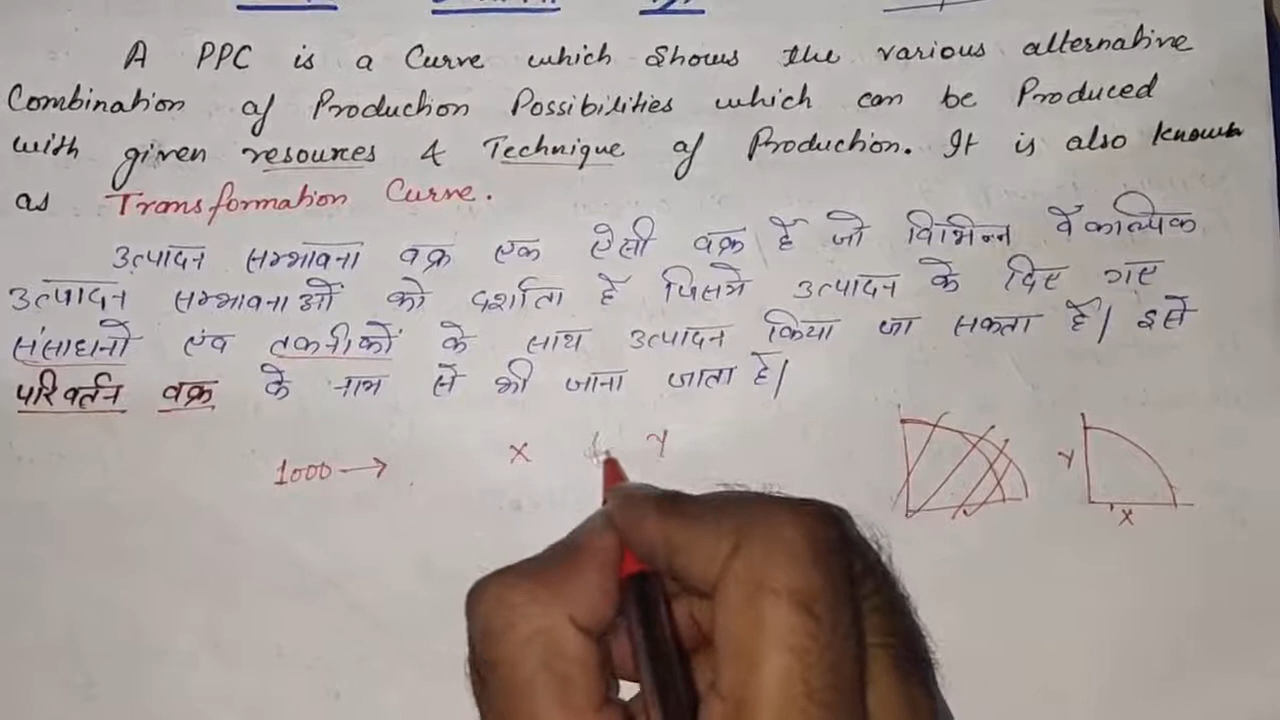 A PPC is a Curve which Shows the various alternative
Combination of Production Possibilities which can be Produced
with given resources & Technique of Production. It is also known
as Transformation Curve.
उत्पादन सम्भावना वक्र एक ऐसी वक्र है जो विभिन्न वैकल्पिक
उत्पादन सम्भावनाओं को दर्शाता है जिसमे उत्पादन के दिए गए
संसाधनो एंव तकनीकों के साथ उत्पादन किया जा सकता है। इसे
परिवर्तन वक्र के नाम से भी जाना जाता है।
1000→ X Y
Y
X